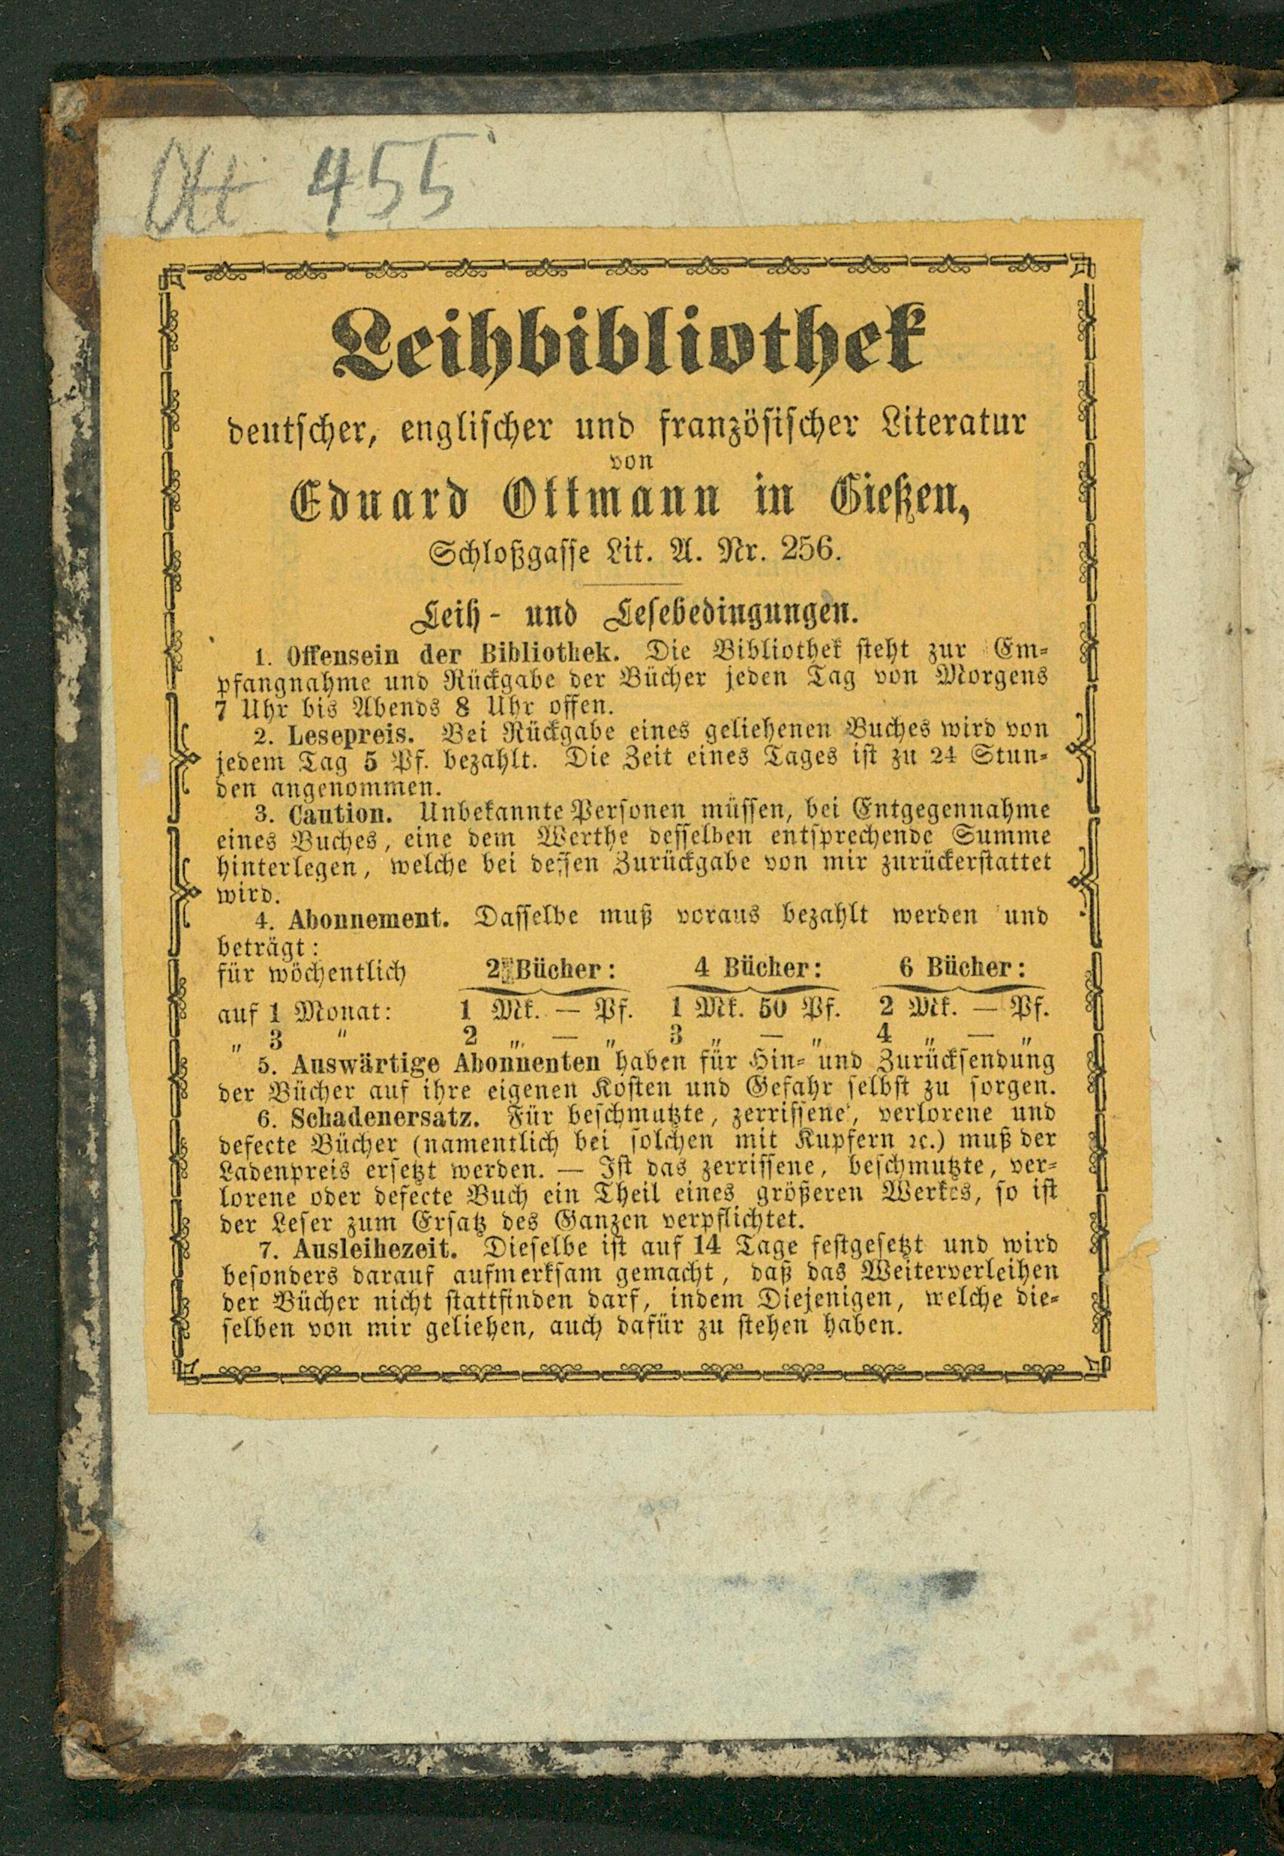 Ott 455
Leihbibliothek
deutscher, englischer und französischer Literatur
von
Eduard Ottmann in Gießen,
Schloßgasse Lit. A. Nr. 256.
Leih- und Lesebedingungen.
1. Offensein der Bibliothek. Die Bibliothek steht zur Em-
pfangnahme und Rückgabe der Bücher jeden Tag von Morgens
7 Uhr bis Abends 8 Uhr offen.
2. Lesepreis. Bei Rückgabe eines geliehenen Buches wird von
jedem Tag 5 Pf. bezahlt. Die Zeit eines Tages ist zu 24 Stun-
den angenommen.
3. Caution. Unbekannte Personen müssen, bei Entgegennahme
eines Buches, eine dem Werthe desselben entsprechende Summe
hinterlegen, welche bei dessen Zurückgabe von mir zurückerstattet
wird.
4. Abonnement. Dasselbe muß voraus bezahlt werden und
beträgt:
für wöchentlich 2 Bücher: 4 Bücher: 6 Bücher:
auf 1 Monat: 1 Mk. — Pf. 1 Mk. 50 Pf. 2 Mk. — Pf.
„ 3 „ 2 „ — „ 3 „ — „ 4 „ — „
5. Auswärtige Abonnenten haben für Hin- und Zurücksendung
der Bücher auf ihre eigenen Kosten und Gefahr selbst zu sorgen.
6. Schadenersatz. Für beschmutzte, zerrissene, verlorene und
defecte Bücher (namentlich bei solchen mit Kupfern ꝛc.) muß der
Ladenpreis ersetzt werden. — Ist das zerrissene, beschmutzte, ver-
lorene oder defecte Buch ein Theil eines größeren Werkes, so ist
der Leser zum Ersatz des Ganzen verpflichtet.
7. Ausleihezeit. Dieselbe ist auf 14 Tage festgesetzt und wird
besonders darauf aufmerksam gemacht, daß das Weiterverleihen
der Bücher nicht stattfinden darf, indem Diejenigen, welche die-
selben von mir geliehen, auch dafür zu stehen haben.